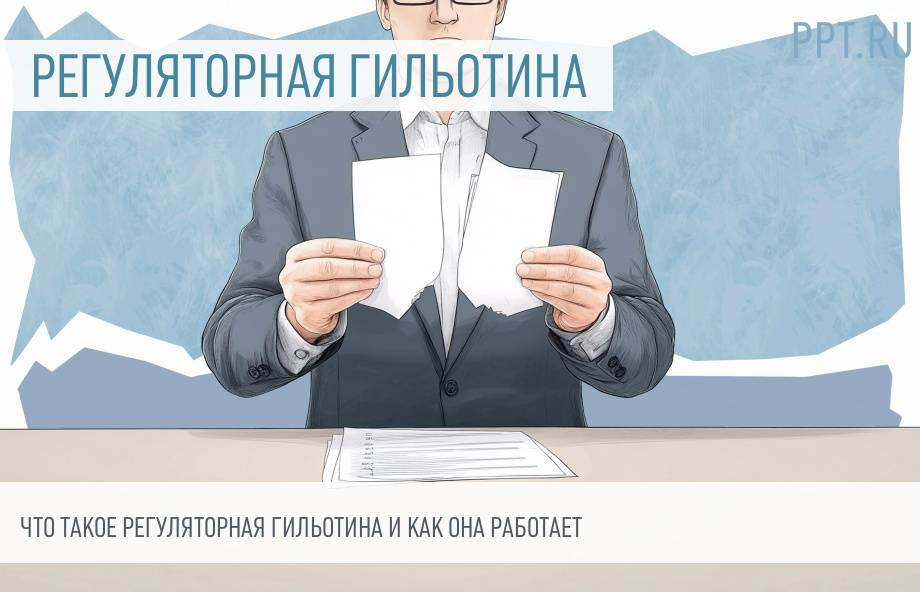 PPT.RU
РЕГУЛЯТОРНАЯ ГИЛЬОТИНА
ЧТО ТАКОЕ РЕГУЛЯТОРНАЯ ГИЛЬОТИНА И КАК ОНА РАБОТАЕТ